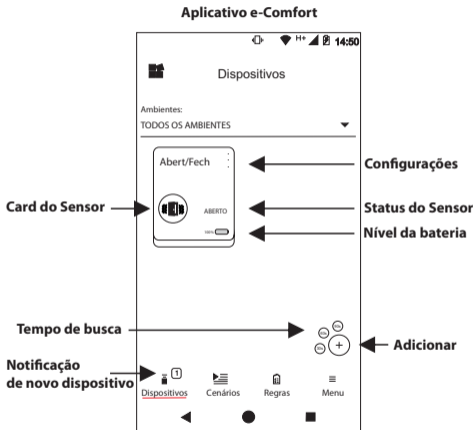 Aplicativo e-Comfort
H+ 14:50
Dispositivos
Ambientes:
TODOS OS AMBIENTES
Abert/Fech
Configurações
Card do Sensor
ABERTO
Status do Sensor
100%
Nível da bateria
Tempo de busca
+
Adicionar
Notificação
de novo dispositivo
1
Dispositivos
Cenários
Regras
Menu